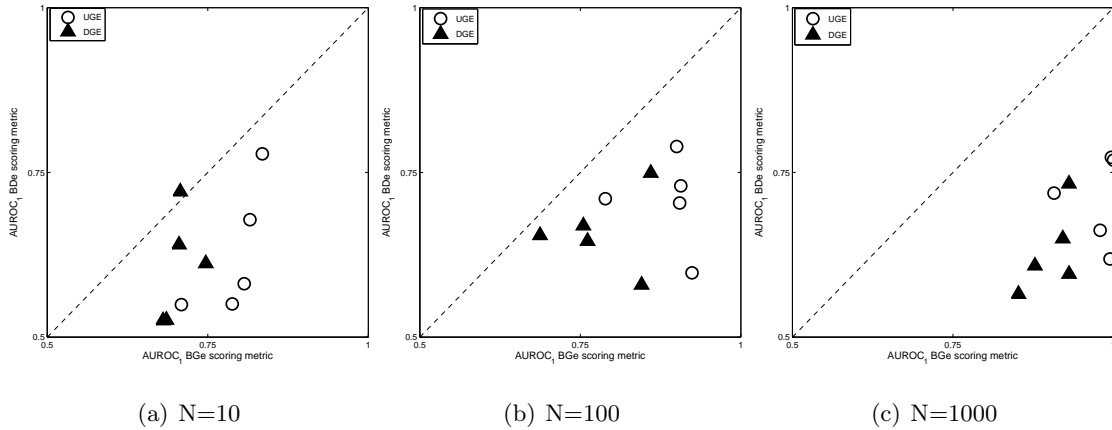 1
0.75
0.5
0.5
0.75
1
AUROC1 BDe scoring metric
AUROC1 BGe scoring metric
UGE
DGE
(a) N=10
1
0.75
0.5
0.5
0.75
1
AUROC1 BDe scoring metric
AUROC1 BGe scoring metric
UGE
DGE
(b) N=100
1
0.75
0.5
0.5
0.75
1
AUROC1 BDe scoring metric
AUROC1 BGe scoring metric
UGE
DGE
(c) N=1000